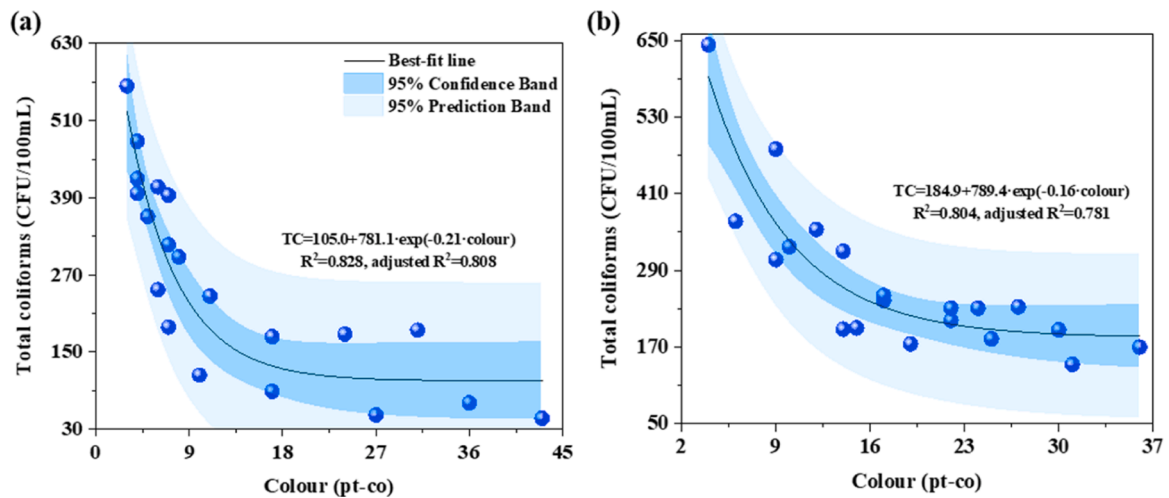 (a)
630
510
390
270
150
30
Total coliforms (CFU/100mL)
Best-fit line
95% Confidence Band
95% Prediction Band
TC=105.0+781.1·exp(-0.21·colour)
R²=0.828, adjusted R²=0.808
0 9 18 27 36 45
Colour (pt-co)
(b)
650
530
410
290
170
50
Total coliforms (CFU/100mL)
TC=184.9+789.4·exp(-0.16·colour)
R²=0.804, adjusted R²=0.781
2 9 16 23 30 37
Colour (pt-co)